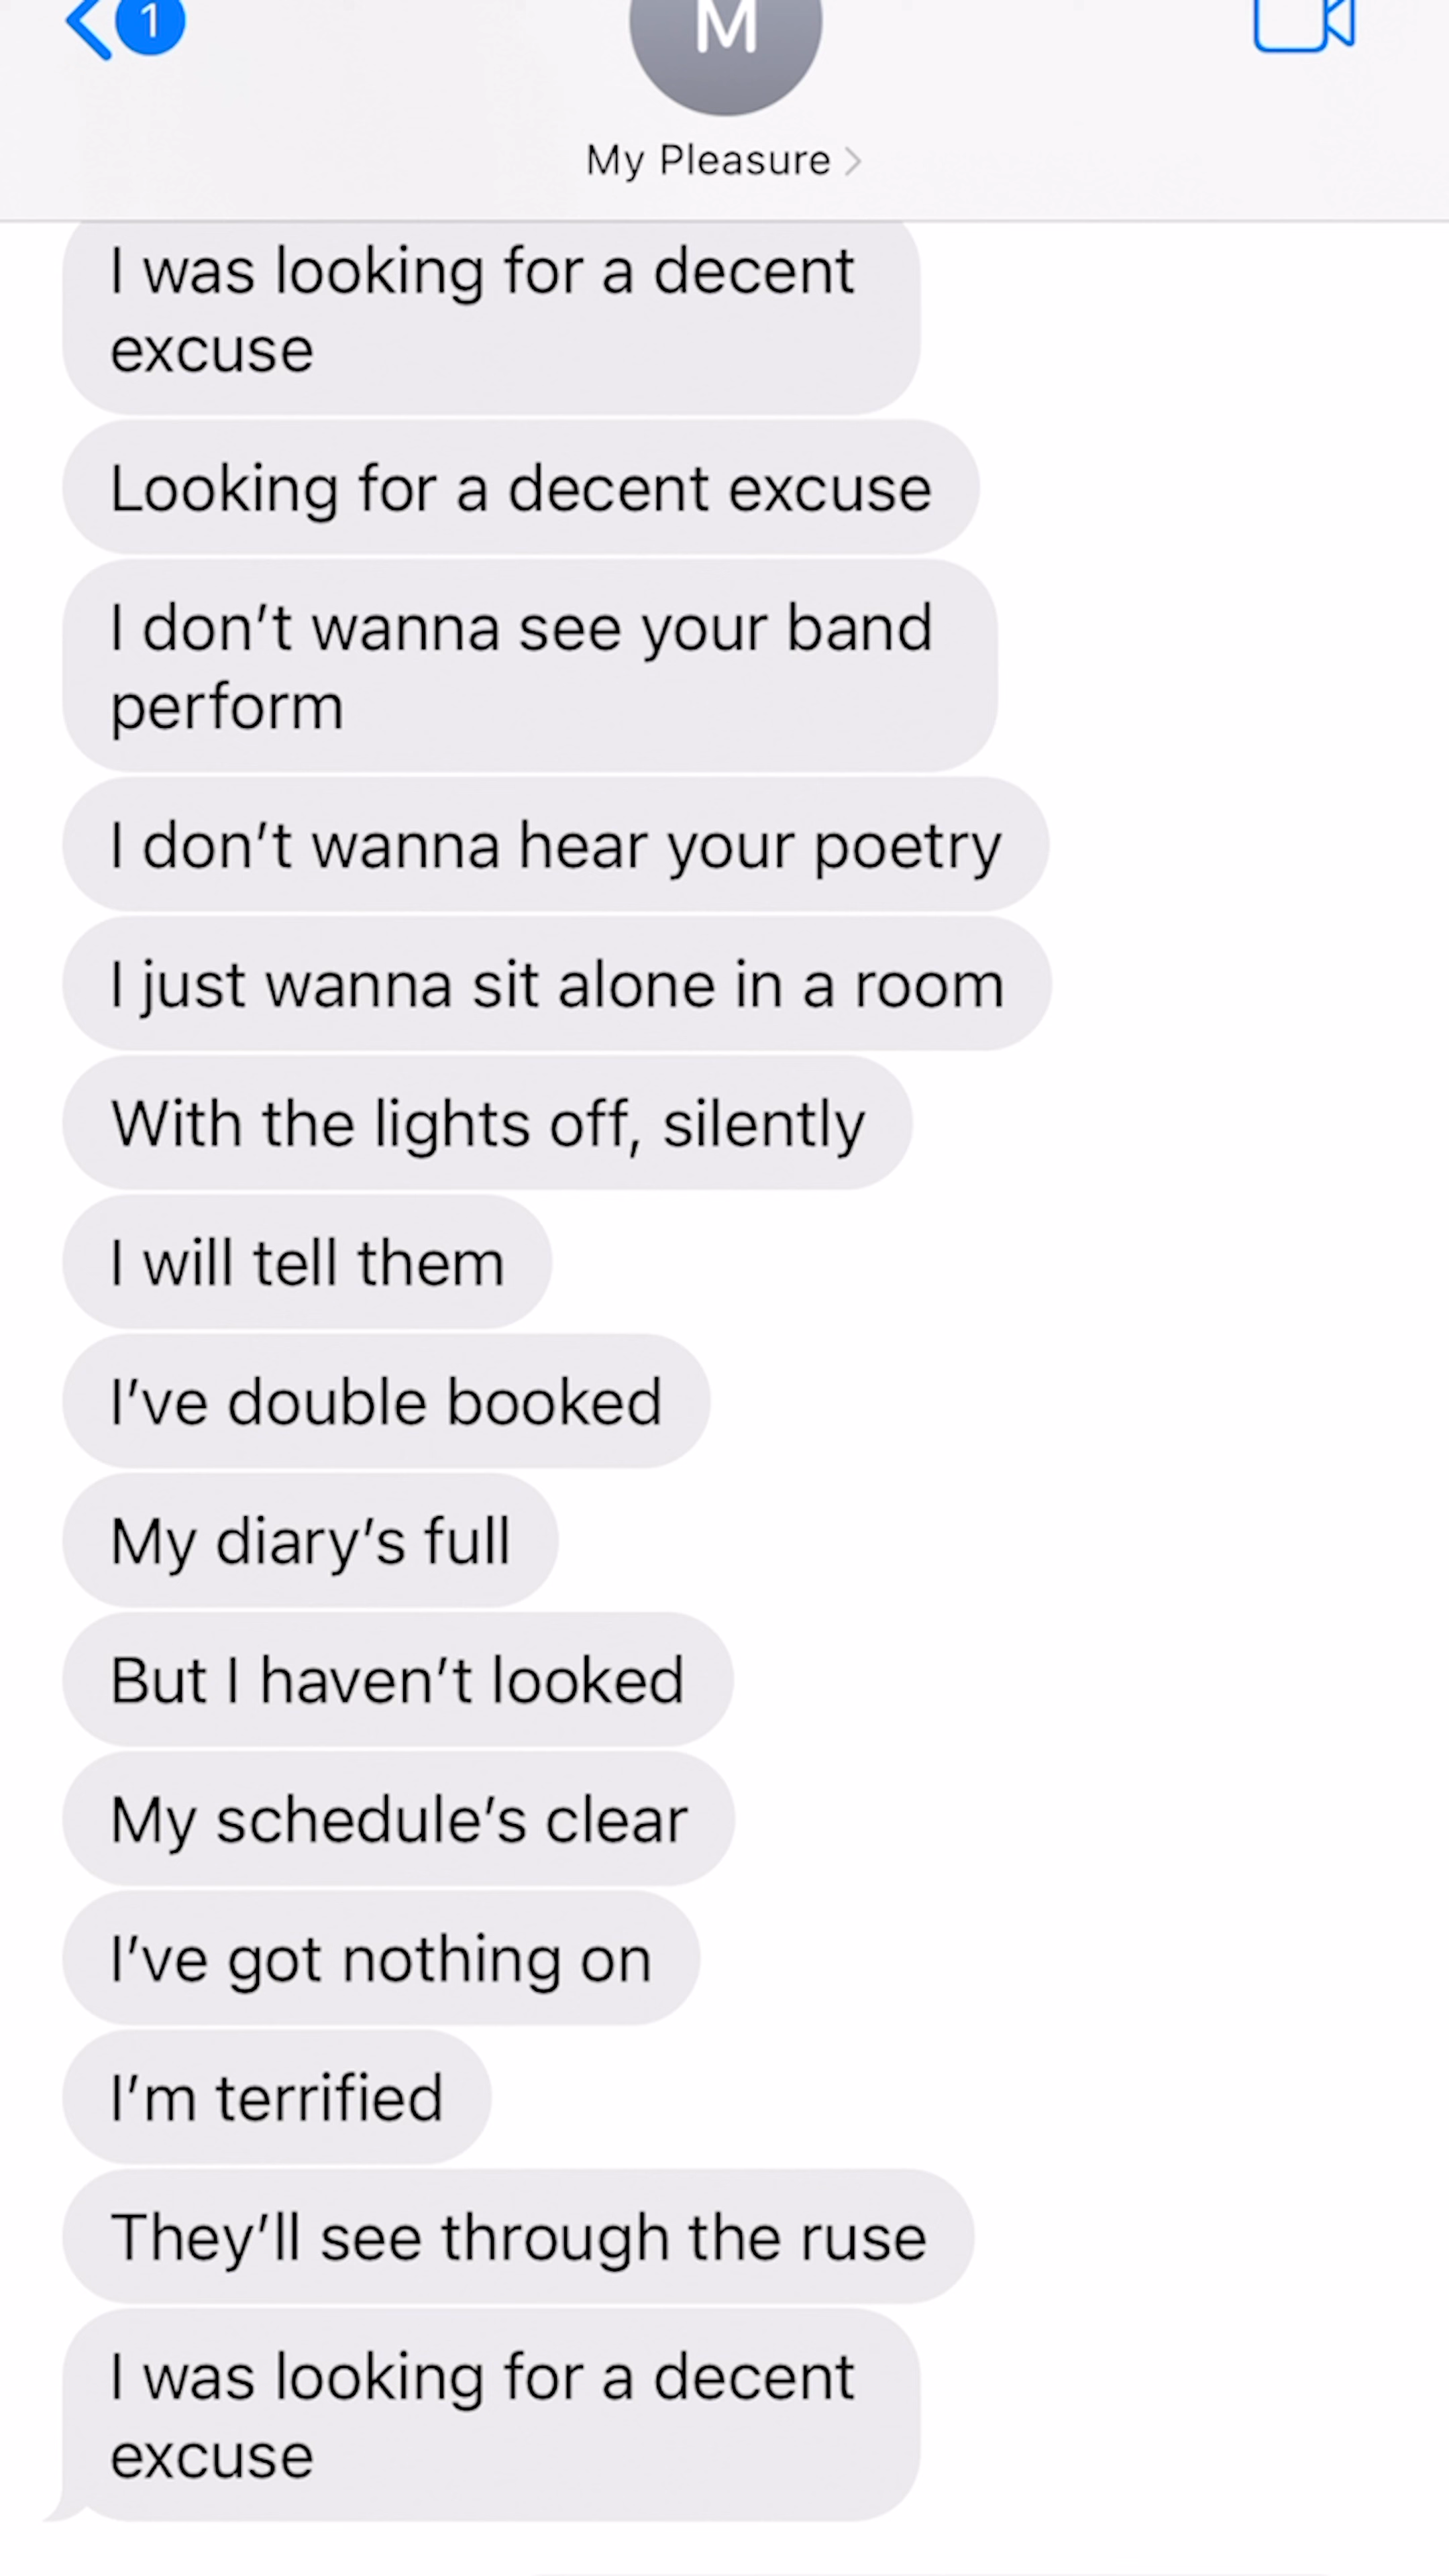 1
M
My Pleasure
I was looking for a decent
excuse
Looking for a decent excuse
I don’t wanna see your band
perform
I don’t wanna hear your poetry
I just wanna sit alone in a room
With the lights off, silently
I will tell them
I’ve double booked
My diary’s full
But I haven’t looked
My schedule’s clear
I’ve got nothing on
I’m terrified
They’ll see through the ruse
I was looking for a decent
excuse